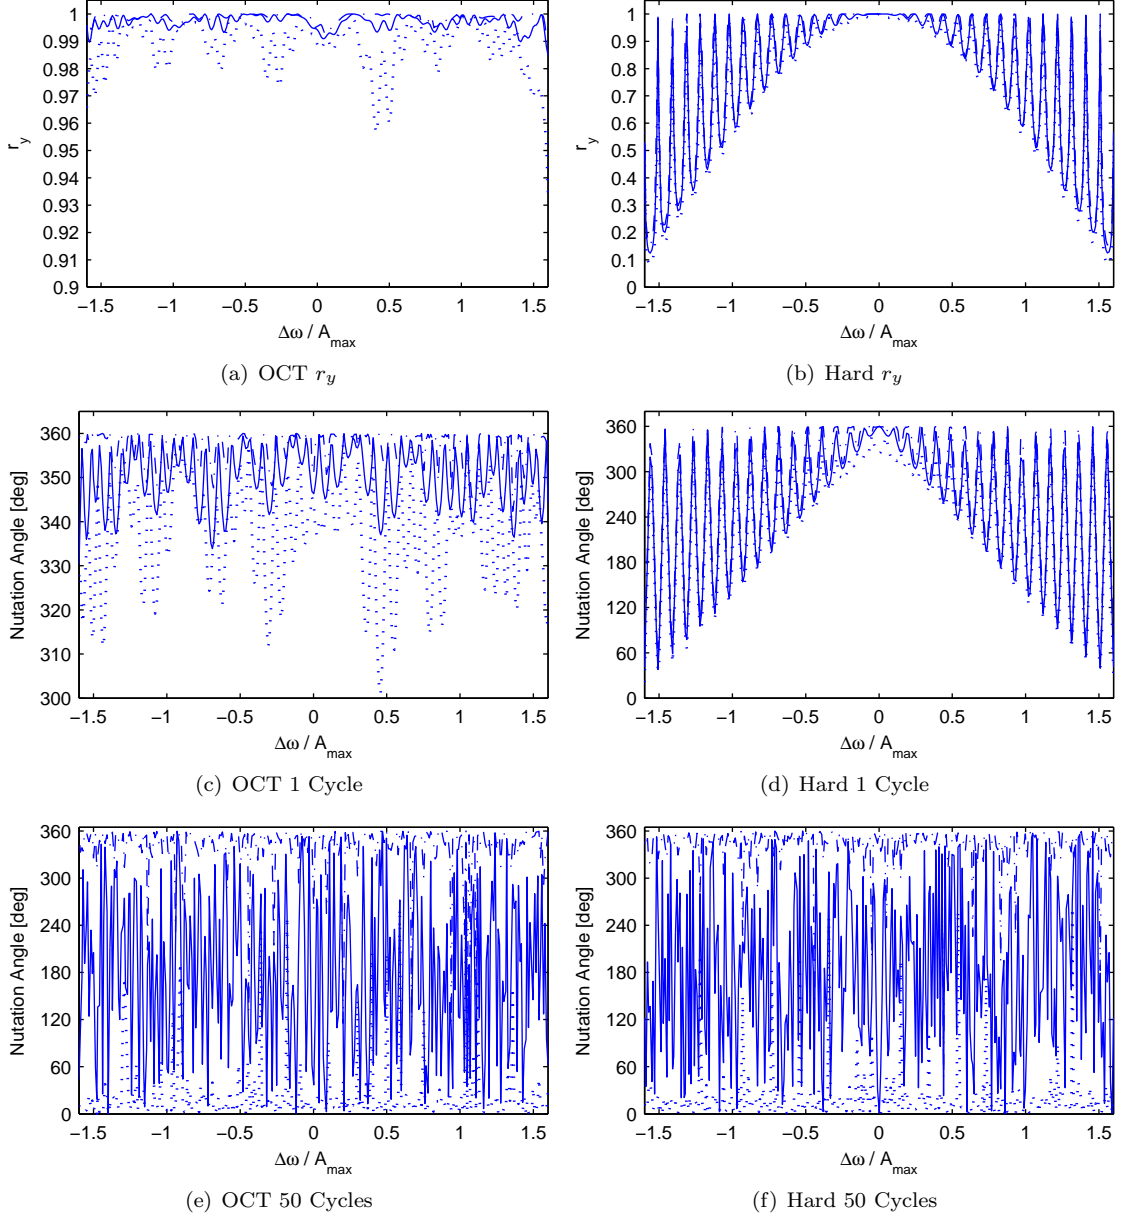 1
0.99
0.98
0.97
0.96
0.95
0.94
0.93
0.92
0.91
0.9
r_y
−1.5 −1 −0.5 0 0.5 1 1.5
Δω / A_max
(a) OCT r_y
1
0.9
0.8
0.7
0.6
0.5
0.4
0.3
0.2
0.1
0
r_y
−1.5 −1 −0.5 0 0.5 1 1.5
Δω / A_max
(b) Hard r_y
360
350
340
330
320
310
300
Nutation Angle [deg]
−1.5 −1 −0.5 0 0.5 1 1.5
Δω / A_max
(c) OCT 1 Cycle
360
300
240
180
120
60
0
Nutation Angle [deg]
−1.5 −1 −0.5 0 0.5 1 1.5
Δω / A_max
(d) Hard 1 Cycle
360
300
240
180
120
60
0
Nutation Angle [deg]
−1.5 −1 −0.5 0 0.5 1 1.5
Δω / A_max
(e) OCT 50 Cycles
360
300
240
180
120
60
0
Nutation Angle [deg]
−1.5 −1 −0.5 0 0.5 1 1.5
Δω / A_max
(f) Hard 50 Cycles